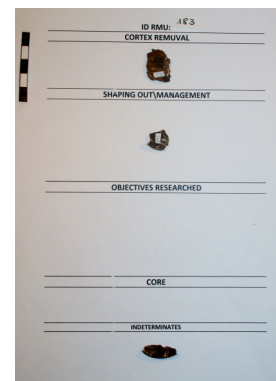 ID RMU: 183
CORTEX REMUVAL
SHAPING OUT\MANAGEMENT
OBJECTIVES RESEARCHED
CORE
INDETERMINATES